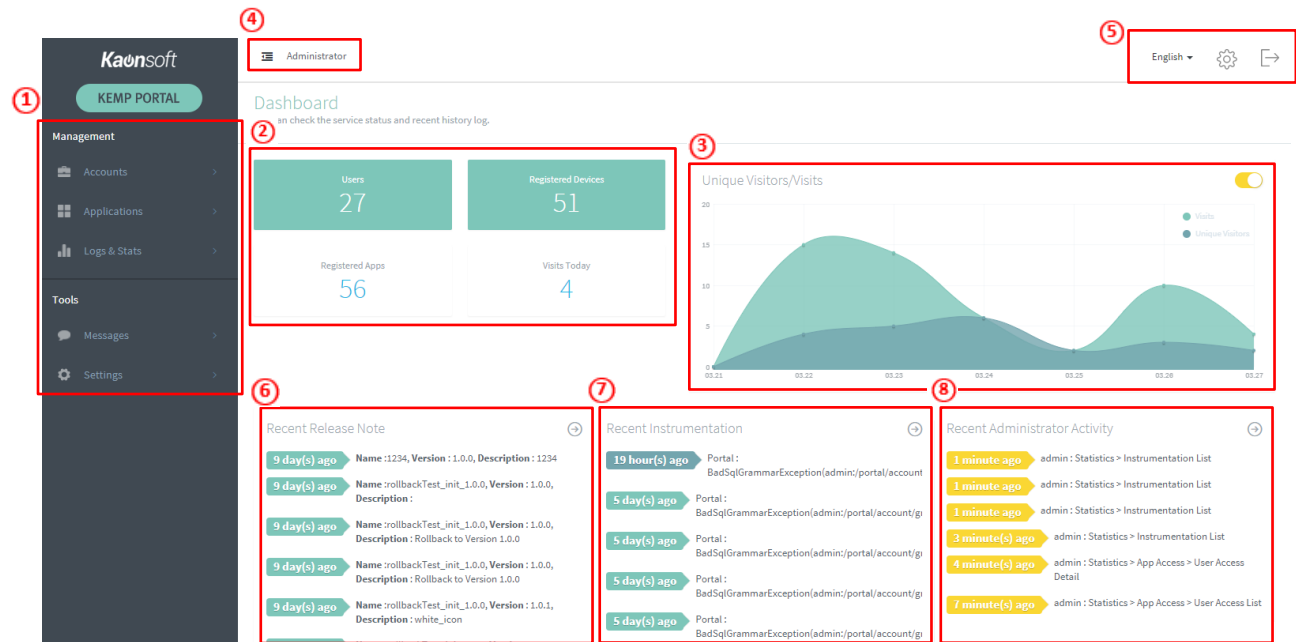 ④
⑤
Kaonsoft
Administrator
English
KEMP PORTAL
①
Dashboard
an check the service status and recent history log.
②
③
Management
Accounts
Applications
Logs & Stats
Tools
Messages
Settings
Users
27
Registered Devices
51
Registered Apps
56
Visits Today
4
Unique Visitors/Visits
20
15
10
5
0
Visits
Unique Visitors
03.21 03.22 03.23 03.24 03.25 03.26 03.27
⑥
⑦
⑧
Recent Release Note
9 day(s) ago Name :1234, Version : 1.0.0, Description : 1234
9 day(s) ago Name :rollbackTest_init_1.0.0, Version : 1.0.0,
Description :
9 day(s) ago Name :rollbackTest_init_1.0.0, Version : 1.0.0,
Description : Rollback to Version 1.0.0
9 day(s) ago Name :rollbackTest_init_1.0.0, Version : 1.0.0,
Description : Rollback to Version 1.0.0
9 day(s) ago Name :rollbackTest_init_1.0.0, Version : 1.0.1,
Description : white_icon
Recent Instrumentation
19 hour(s) ago Portal :
BadSqlGrammarException(admin:/portal/account
5 day(s) ago Portal :
BadSqlGrammarException(admin:/portal/account/gr
5 day(s) ago Portal :
BadSqlGrammarException(admin:/portal/account/gr
5 day(s) ago Portal :
BadSqlGrammarException(admin:/portal/account/gr
5 day(s) ago Portal :
BadSqlGrammarException(admin:/portal/account/gr
Recent Administrator Activity
1 minute ago admin : Statistics > Instrumentation List
1 minute ago admin : Statistics > Instrumentation List
1 minute ago admin : Statistics > Instrumentation List
3 minute(s) ago admin : Statistics > Instrumentation List
4 minute(s) ago admin : Statistics > App Access > User Access
Detail
7 minute(s) ago admin : Statistics > App Access > User Access List